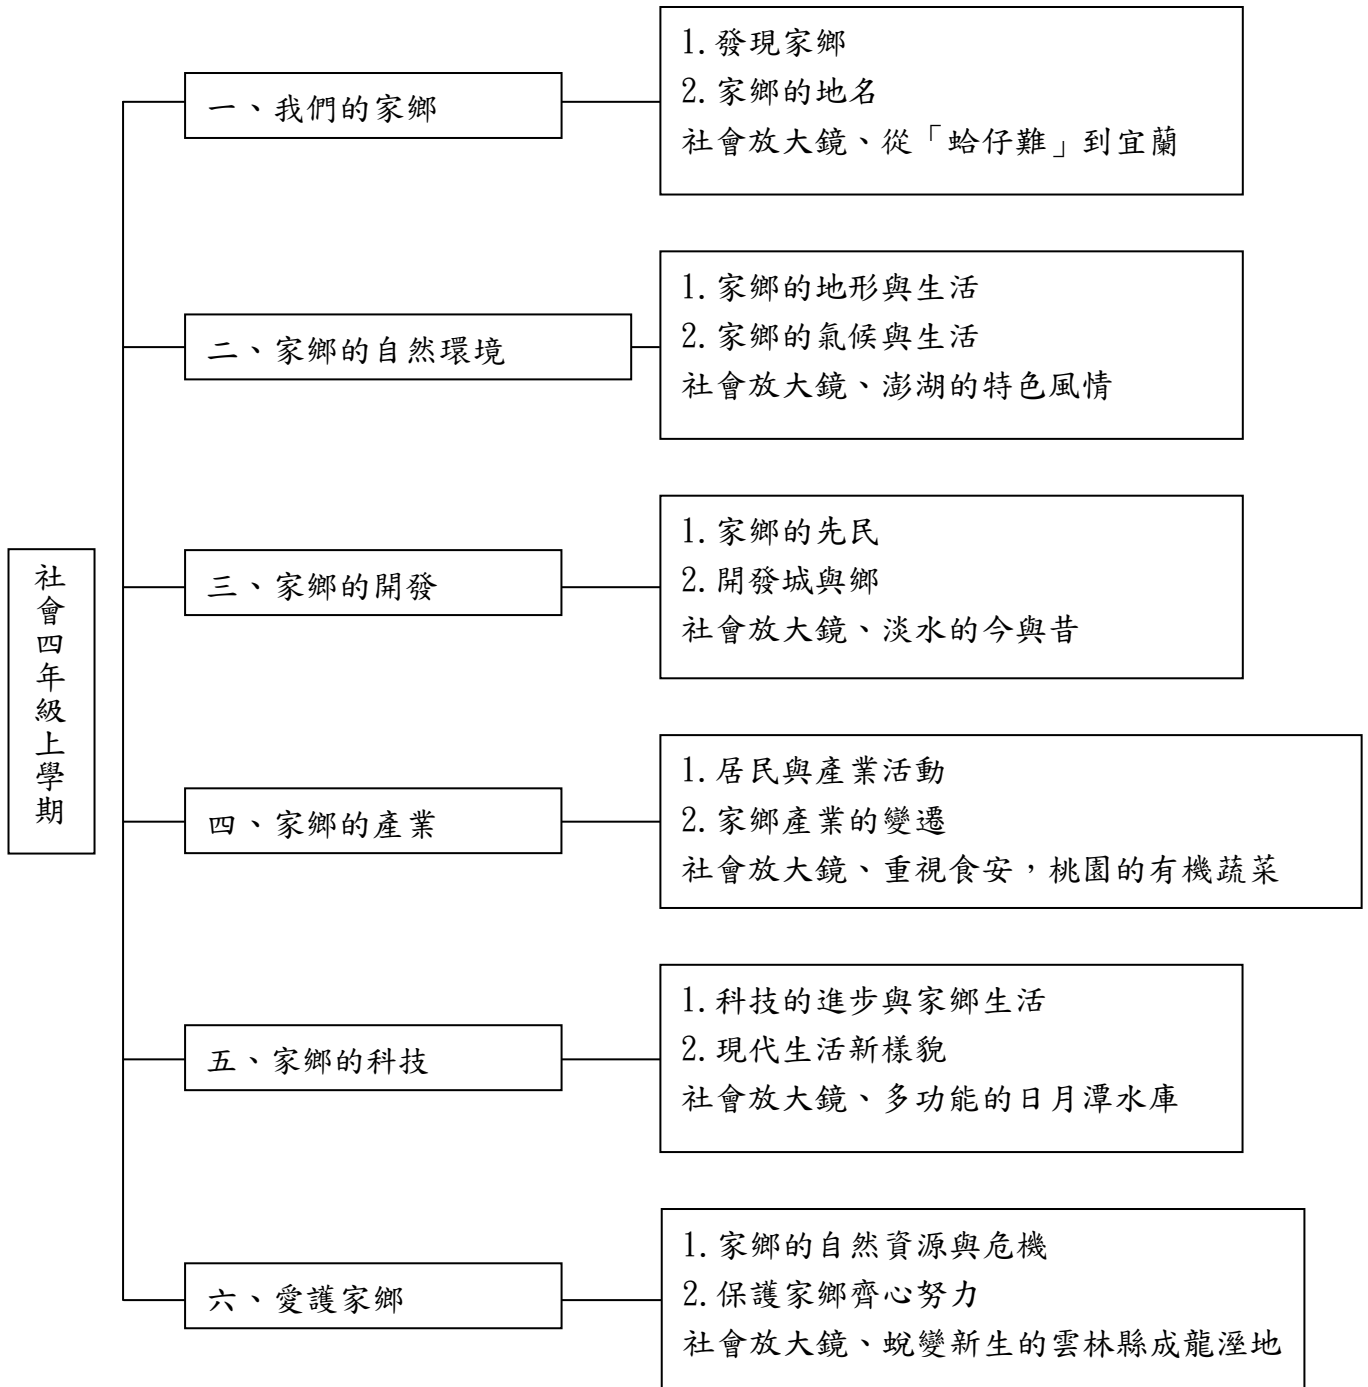 社會四年級上學期
一、我們的家鄉
1.發現家鄉
2.家鄉的地名
社會放大鏡、從「蛤仔難」到宜蘭
二、家鄉的自然環境
1.家鄉的地形與生活
2.家鄉的氣候與生活
社會放大鏡、澎湖的特色風情
三、家鄉的開發
1.家鄉的先民
2.開發城與鄉
社會放大鏡、淡水的今與昔
四、家鄉的產業
1.居民與產業活動
2.家鄉產業的變遷
社會放大鏡、重視食安，桃園的有機蔬菜
五、家鄉的科技
1.科技的進步與家鄉生活
2.現代生活新樣貌
社會放大鏡、多功能的日月潭水庫
六、愛護家鄉
1.家鄉的自然資源與危機
2.保護家鄉齊心努力
社會放大鏡、蛻變新生的雲林縣成龍溼地